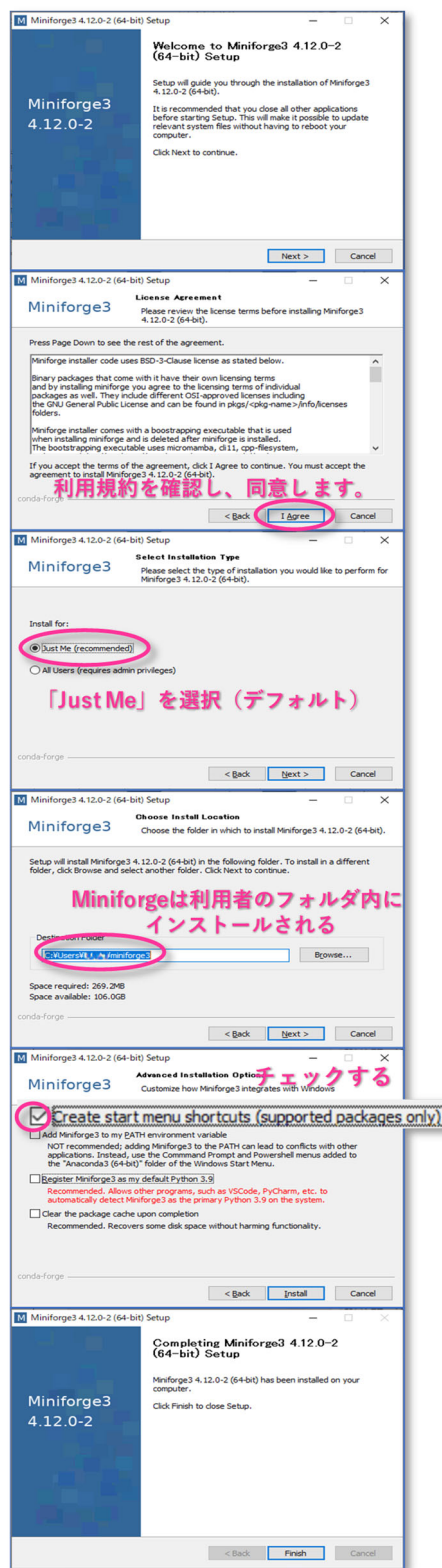 Miniforge3 4.12.0-2 (64-bit) Setup
Welcome to Miniforge3 4.12.0-2
(64-bit) Setup
Setup will guide you through the installation of Miniforge3
4.12.0-2 (64-bit).
It is recommended that you close all other applications
before starting Setup. This will make it possible to update
relevant system files without having to reboot your
computer.
Click Next to continue.
Miniforge3
4.12.0-2
Next >
Cancel
Miniforge3 4.12.0-2 (64-bit) Setup
Miniforge3
License Agreement
Please review the license terms before installing Miniforge3
4.12.0-2 (64-bit).
Press Page Down to see the rest of the agreement.
Miniforge installer code uses BSD-3-Clause license as stated below.
Binary packages that come with it have their own licensing terms
and by installing miniforge you agree to the licensing terms of individual
packages as well. They include different OSI-approved licenses including
the GNU General Public License and can be found in pkgs/<pkg-name>/info/licenses
folders.
Miniforge installer comes with a boostrapping executable that is used
when installing miniforge and is deleted after miniforge is installed.
The bootstrapping executable uses micromamba, cli11, cpp-filesystem,
If you accept the terms of the agreement, click I Agree to continue. You must accept the
agreement to install Miniforge3 4.12.0-2 (64-bit).
利用規約を確認し、同意します。
conda-forge
< Back
I Agree
Cancel
Miniforge3 4.12.0-2 (64-bit) Setup
Miniforge3
Select Installation Type
Please select the type of installation you would like to perform for
Miniforge3 4.12.0-2 (64-bit).
Install for:
Just Me (recommended)
All Users (requires admin privileges)
「Just Me」を選択（デフォルト）
conda-forge
< Back
Next >
Cancel
Miniforge3 4.12.0-2 (64-bit) Setup
Miniforge3
Choose Install Location
Choose the folder in which to install Miniforge3 4.12.0-2 (64-bit).
Setup will install Miniforge3 4.12.0-2 (64-bit) in the following folder. To install in a different
folder, click Browse and select another folder. Click Next to continue.
Miniforgeは利用者のフォルダ内に
インストールされる
Destination Folder
C:¥Users¥ miniforge3
Browse...
Space required: 269.2MB
Space available: 106.0GB
conda-forge
< Back
Next >
Cancel
Miniforge3 4.12.0-2 (64-bit) Setup
Miniforge3
Advanced Installation Options
Customize how Miniforge3 integrates with Windows
チェックする
Create start menu shortcuts (supported packages only)
Add Miniforge3 to my PATH environment variable
NOT recommended; adding Miniforge3 to the PATH can lead to conflicts with other
applications. Instead, use the Commmand Prompt and Powershell menus added to
the "Anaconda3 (64-bit)" folder of the Windows Start Menu.
Register Miniforge3 as my default Python 3.9
Recommended. Allows other programs, such as VSCode, PyCharm, etc. to
automatically detect Miniforge3 as the primary Python 3.9 on the system.
Clear the package cache upon completion
Recommended. Recovers some disk space without harming functionality.
conda-forge
< Back
Install
Cancel
Miniforge3 4.12.0-2 (64-bit) Setup
Completing Miniforge3 4.12.0-2
(64-bit) Setup
Miniforge3 4.12.0-2 (64-bit) has been installed on your
computer.
Click Finish to close Setup.
Miniforge3
4.12.0-2
< Back
Finish
Cancel